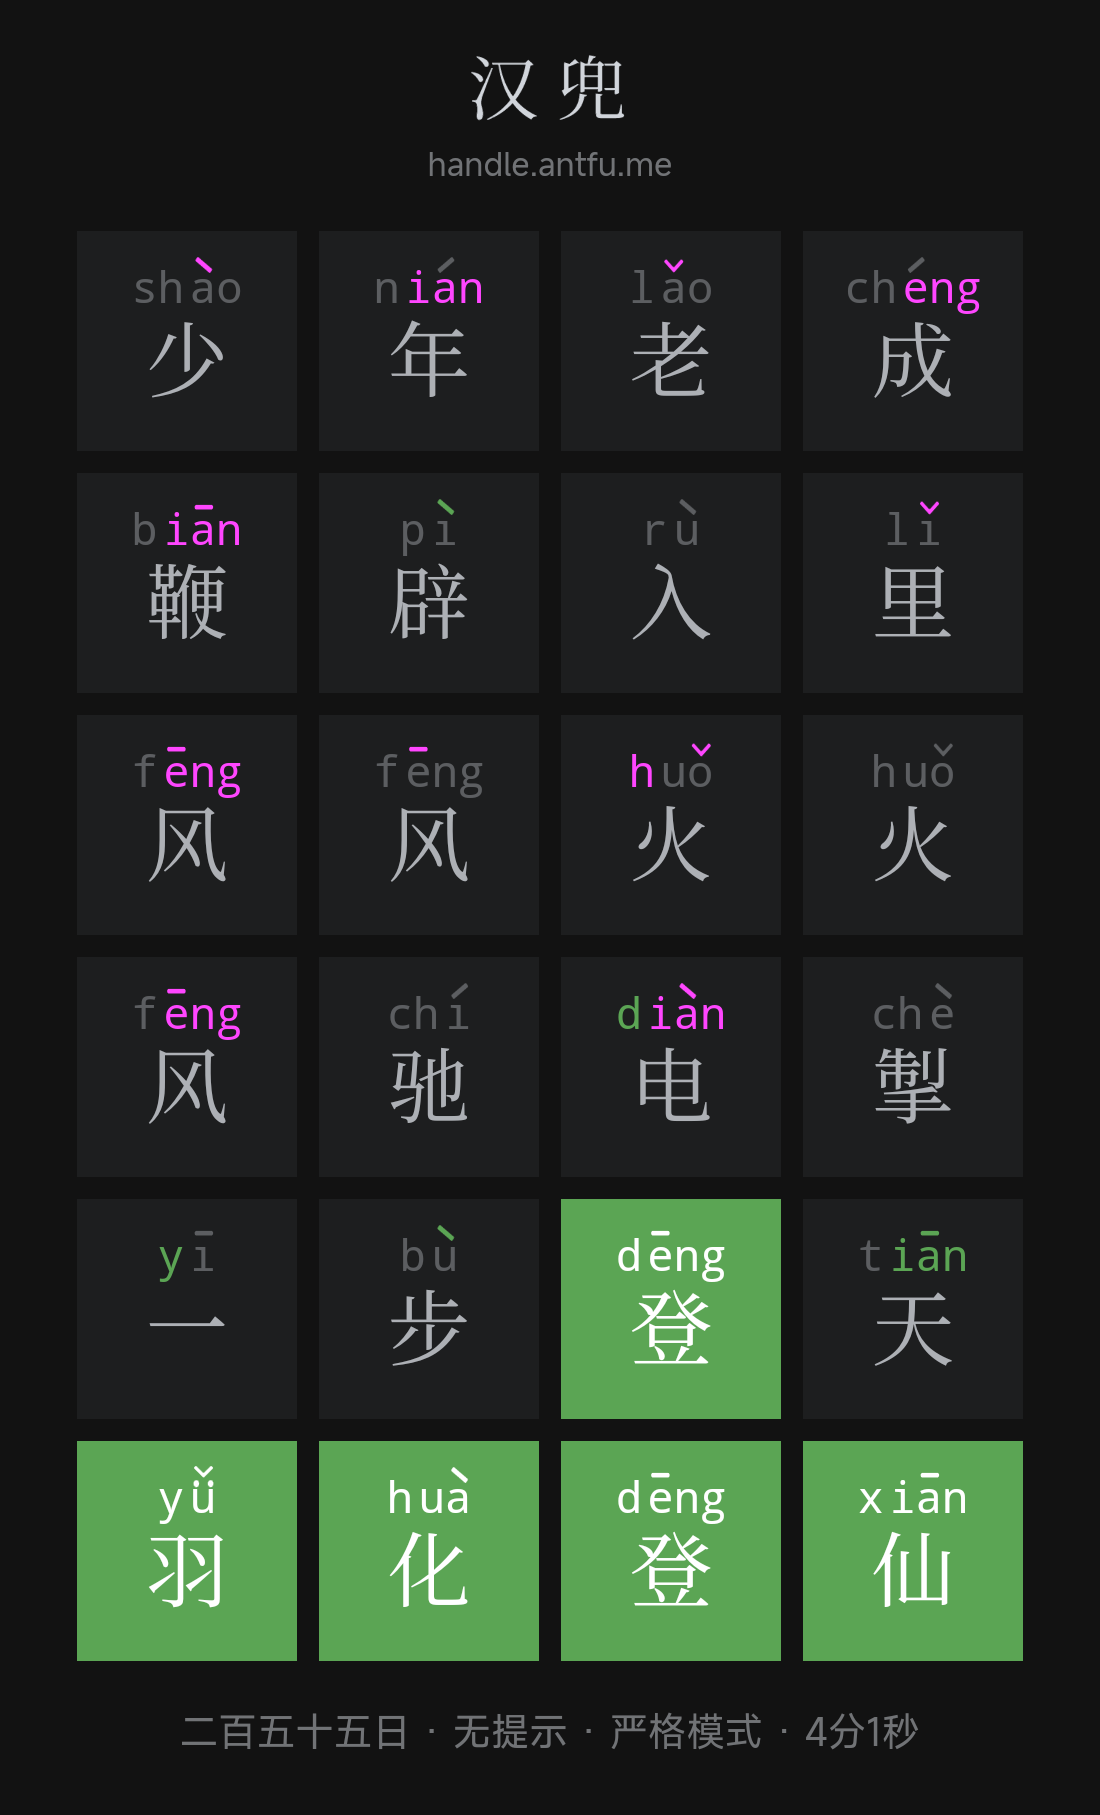 汉兜
handle.antfu.me
shào nián lǎo chéng
少 年 老 成
biān pì rù lǐ
鞭 辟 入 里
fēng fēng huǒ huǒ
风 风 火 火
fēng chí diàn chè
风 驰 电 掣
yī bù dēng tiān
一 步 登 天
yǚ huà dēng xiān
羽 化 登 仙
二百五十五日 · 无提示 · 严格模式 · 4分1秒